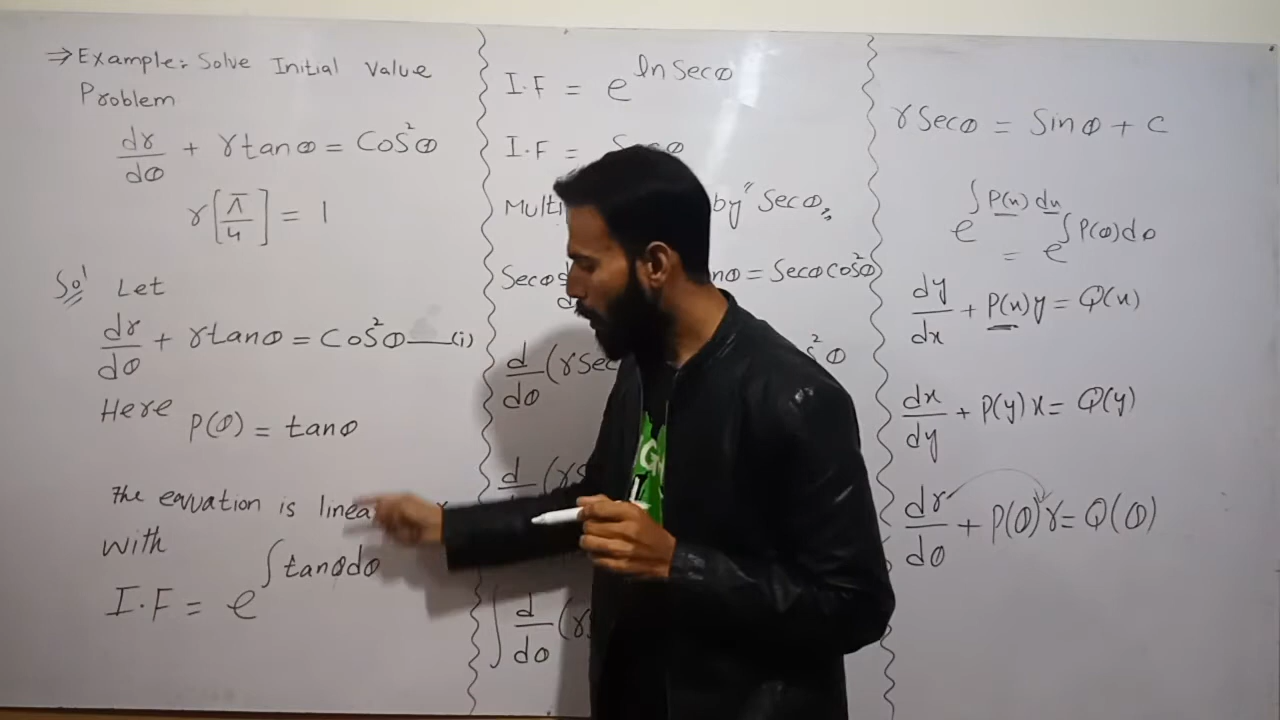 ⇒ Example: Solve Initial Value
Problem
dr/dθ + r tanθ = Cos²θ
r[π/4] = 1
Sol Let
dr/dθ + r tanθ = Cos²θ —(i)
Here P(θ) = tanθ
The equation is
with
I.F = e^∫tanθdθ
I.F = e^ln Secθ
I.F =
by "Secθ"
Secθ = Secθ Cos²θ
d/dθ (r Sec ²θ
d/dθ (r
∫ d/dθ (r
r Secθ = Sinθ + C
e^∫P(x)dx
= e^∫P(θ)dθ
dy/dx + P(x)y = Q(x)
dx/dy + P(y)x = Q(y)
dr/dθ + P(θ)r = Q(θ)